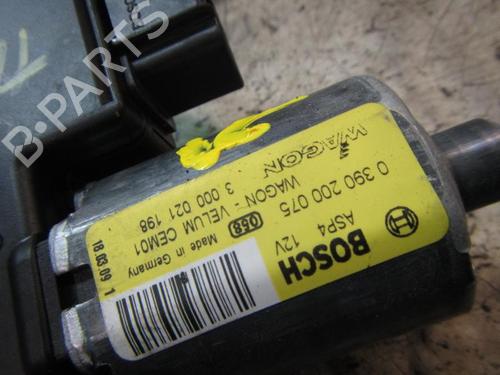 B-PARTS
WAGON
0 390 200 075
WAGON - VELUM CEM01
3 000 021 198
058
ASP4
12V
BOSCH
Made in Germany
18.03.09 1